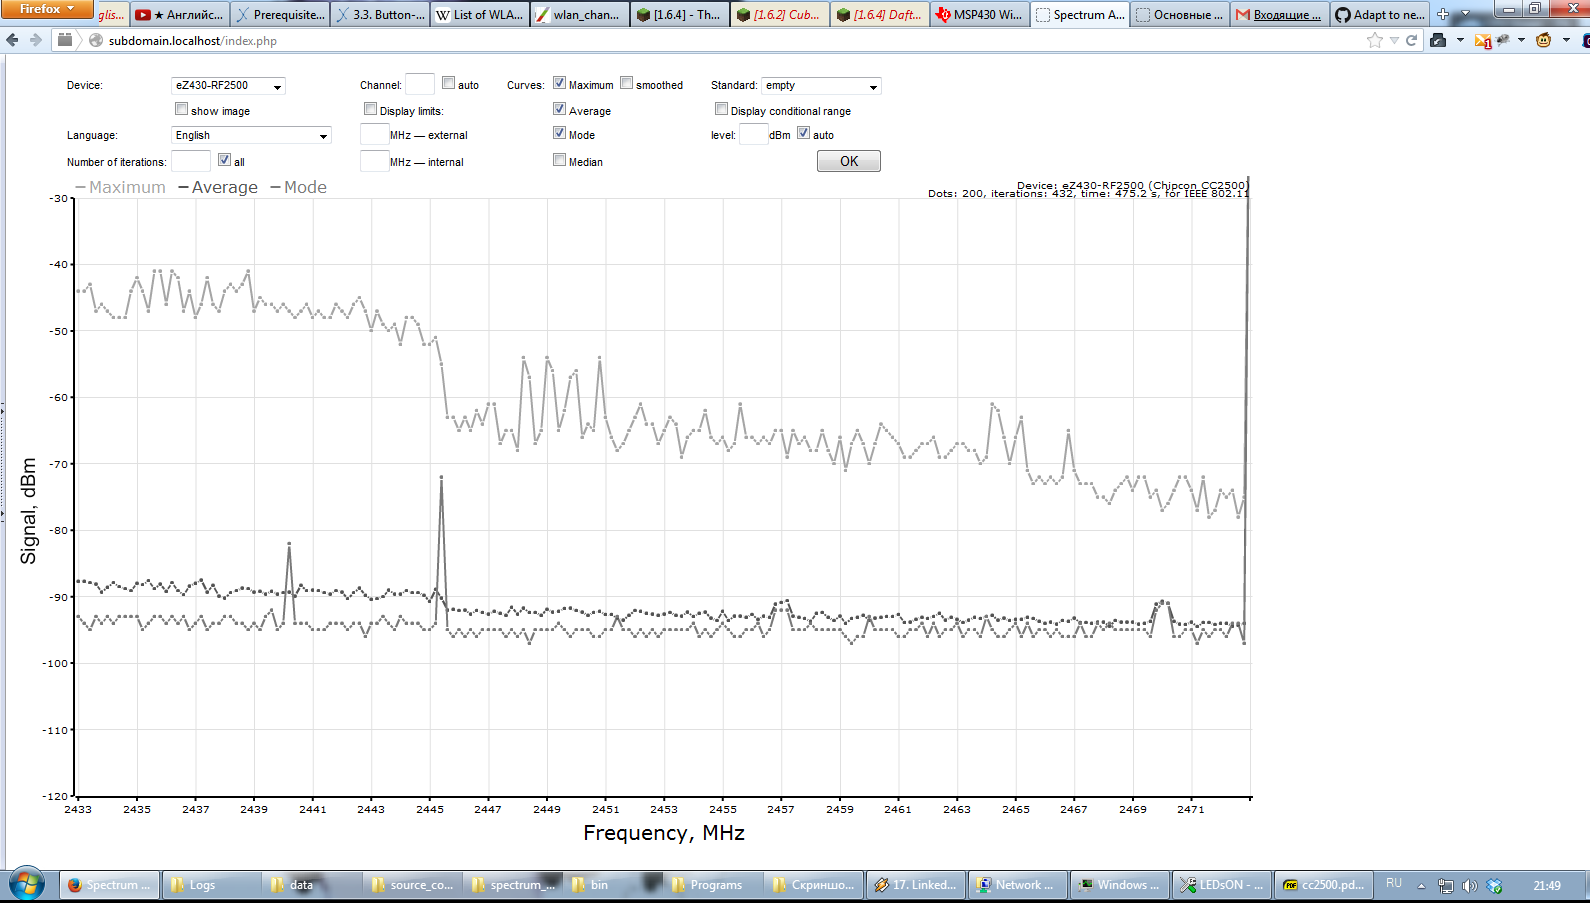 Firefox
glis...
★ Английс...
Prerequisite...
3.3. Button-...
List of WLA...
wlan_chan...
[1.6.4] - Th...
[1.6.2] Cub...
[1.6.4] Daft...
MSP430 Wi...
Spectrum A...
Основные ...
Входящие ...
Adapt to ne...
subdomain.localhost/index.php
Device: eZ430-RF2500 Channel: auto Curves: Maximum smoothed Standard: empty
show image Display limits: Average Display conditional range
Language: English MHz — external Mode level: dBm auto
Number of iterations: all MHz — internal Median OK
Maximum Average Mode
Device: eZ430-RF2500 (Chipcon CC2500)
Dots: 200, iterations: 432, time: 475.2 s, for IEEE 802.11
-30
-40
-50
-60
-70
-80
-90
-100
-110
-120
Signal, dBm
2433 2435 2437 2439 2441 2443 2445 2447 2449 2451 2453 2455 2457 2459 2461 2463 2465 2467 2469 2471
Frequency, MHz
Spectrum ...
Logs
data
source_co...
spectrum_...
bin
Programs
Скриншо...
17. Linked...
Network ...
Windows ...
LEDsON - ...
cc2500.pd...
RU
21:49